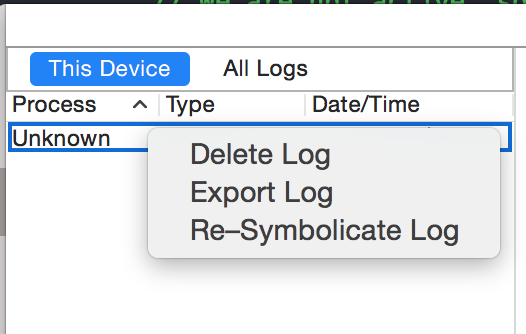 This Device All Logs
Process Type Date/Time
Unknown
Delete Log
Export Log
Re–Symbolicate Log